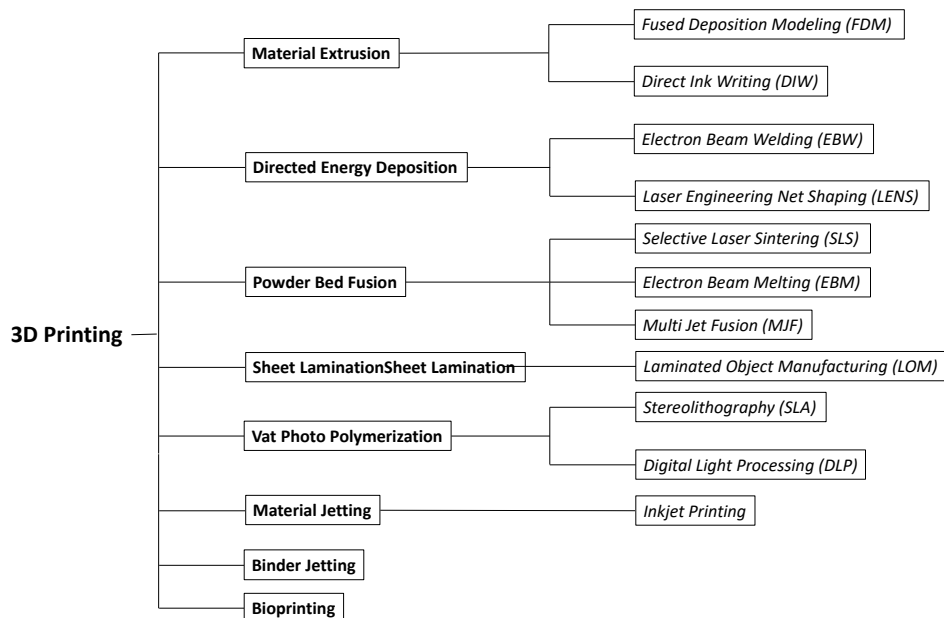 Fused Deposition Modeling (FDM)
Material Extrusion
Direct Ink Writing (DIW)
Electron Beam Welding (EBW)
Directed Energy Deposition
Laser Engineering Net Shaping (LENS)
Selective Laser Sintering (SLS)
Powder Bed Fusion
Electron Beam Melting (EBM)
Multi Jet Fusion (MJF)
3D Printing
Sheet LaminationSheet Lamination
Laminated Object Manufacturing (LOM)
Stereolithography (SLA)
Vat Photo Polymerization
Digital Light Processing (DLP)
Material Jetting
Inkjet Printing
Binder Jetting
Bioprinting